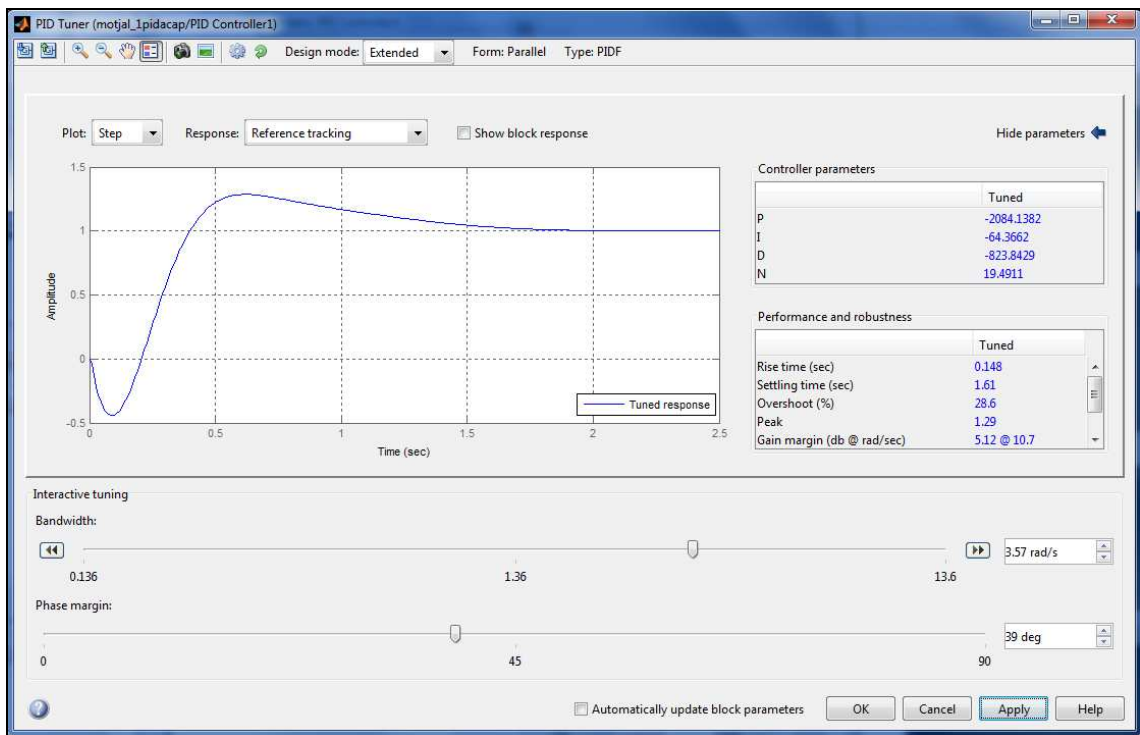 PID Tuner (motjal_1pidacap/PID Controller1)
Design mode: Extended Form: Parallel Type: PIDF
Plot: Step Response: Reference tracking Show block response Hide parameters
1.5
1
0.5
0
-0.5
Amplitude
0 0.5 1 1.5 2 2.5
Time (sec)
Tuned response
Controller parameters
Tuned
P -2084.1382
I -64.3662
D -823.8429
N 19.4911
Performance and robustness
Tuned
Rise time (sec) 0.148
Settling time (sec) 1.61
Overshoot (%) 28.6
Peak 1.29
Gain margin (db @ rad/sec) 5.12 @ 10.7
Interactive tuning
Bandwidth:
3.57 rad/s
0.136 1.36 13.6
Phase margin:
39 deg
0 45 90
Automatically update block parameters OK Cancel Apply Help